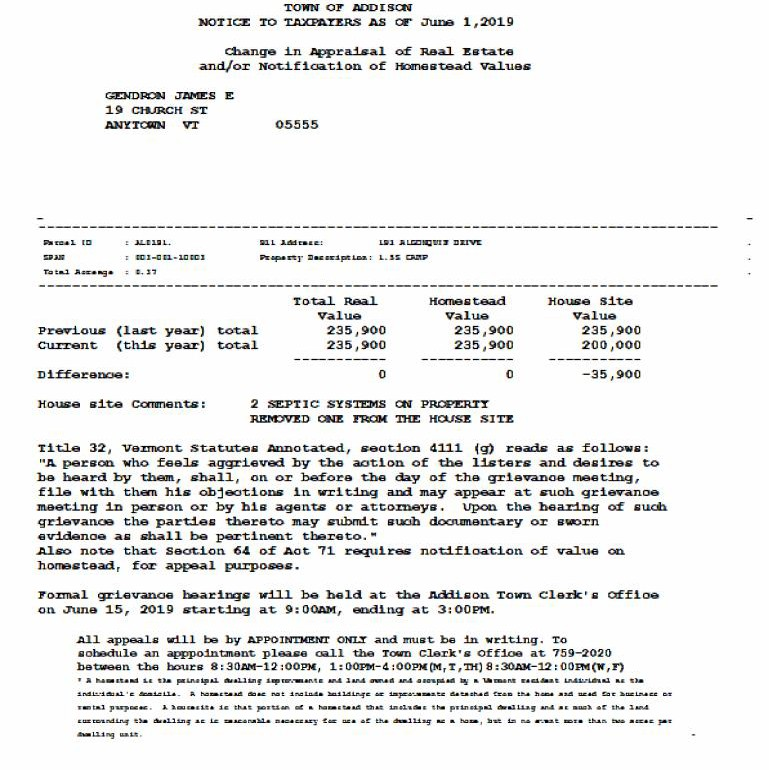 TOWN OF ADDISON
NOTICE TO TAXPAYERS AS OF June 1,2019
Change in Appraisal of Real Estate
and/or Notification of Homestead Values
GENDRON JAMES E
19 CHURCH ST
ANYTOWN VT 05555
Parcel ID : AL0191. 911 Address: 191 ALGONQUIN DRIVE
SPAN : 003-001-10003 Property Description: 1.35 CAMP
Total Acreage : 0.37
Total Real Homestead House Site
Value Value Value
Previous (last year) total 235,900 235,900 235,900
Current (this year) total 235,900 235,900 200,000
----------- ----------- -----------
Difference: 0 0 -35,900
House site Comments: 2 SEPTIC SYSTEMS ON PROPERTY
REMOVED ONE FROM THE HOUSE SITE
Title 32, Vermont Statutes Annotated, section 4111 (g) reads as follows:
"A person who feels aggrieved by the action of the listers and desires to
be heard by them, shall, on or before the day of the grievance meeting,
file with them his objections in writing and may appear at such grievance
meeting in person or by his agents or attorneys. Upon the hearing of such
grievance the parties thereto may submit such documentary or sworn
evidence as shall be pertinent thereto."
Also note that Section 64 of Act 71 requires notification of value on
homestead, for appeal purposes.
Formal grievance hearings will be held at the Addison Town Clerk's Office
on June 15, 2019 starting at 9:00AM, ending at 3:00PM.
All appeals will be by APPOINTMENT ONLY and must be in writing. To
schedule an apppointment please call the Town Clerk's Office at 759-2020
between the hours 8:30AM-12:00PM, 1:00PM-4:00PM(M,T,TH)8:30AM-12:00PM(W,F)
* A homestead is the principal dwelling improvements and land owned and occupied by a Vermont resident individual as the
individual's domicile. A homestead does not include buildings or improvements detached from the home and used for business or
rental purposes. A housesite is that portion of a homestead that includes the principal dwelling and as much of the land
surrounding the dwelling as is reasonable necessary for use of the dwelling as a home, but in no event more than two acres per
dwelling unit.